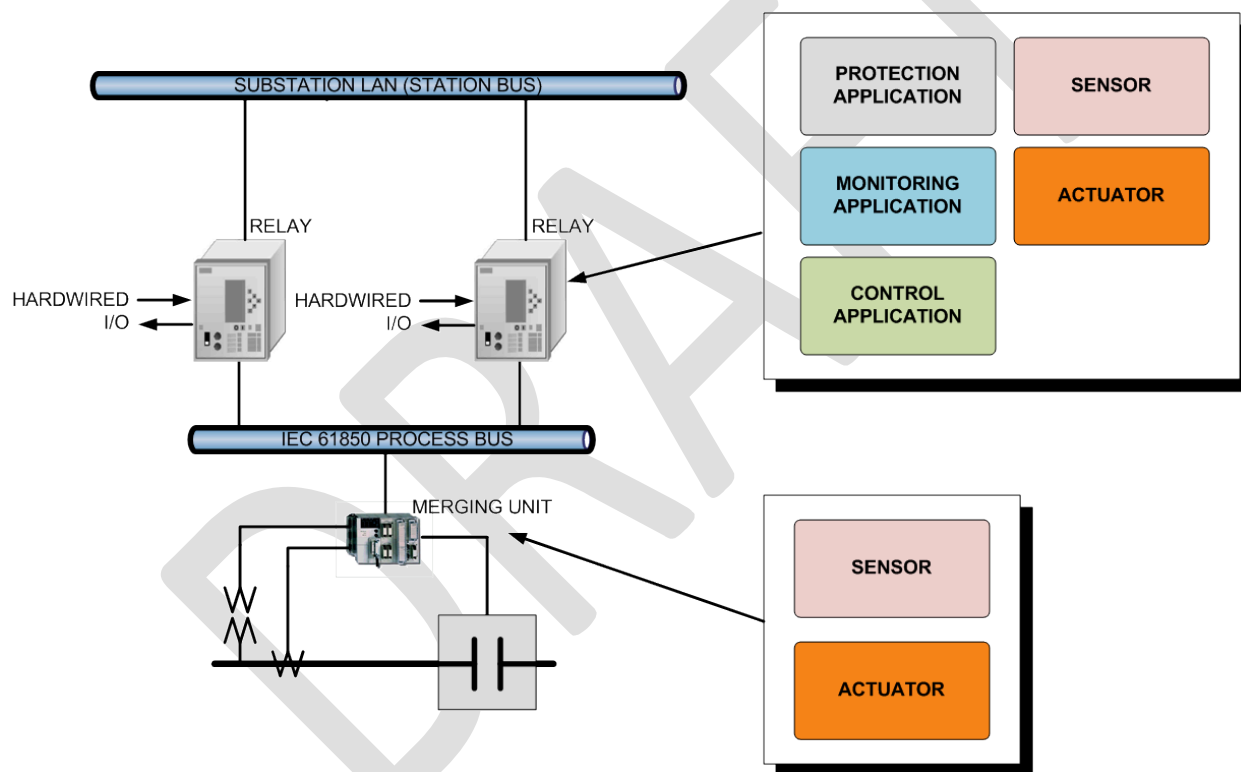 SUBSTATION LAN (STATION BUS)
PROTECTION
APPLICATION
SENSOR
MONITORING
APPLICATION
ACTUATOR
CONTROL
APPLICATION
RELAY
RELAY
HARDWIRED
I/O
HARDWIRED
I/O
IEC 61850 PROCESS BUS
MERGING UNIT
SENSOR
ACTUATOR
DRAFT